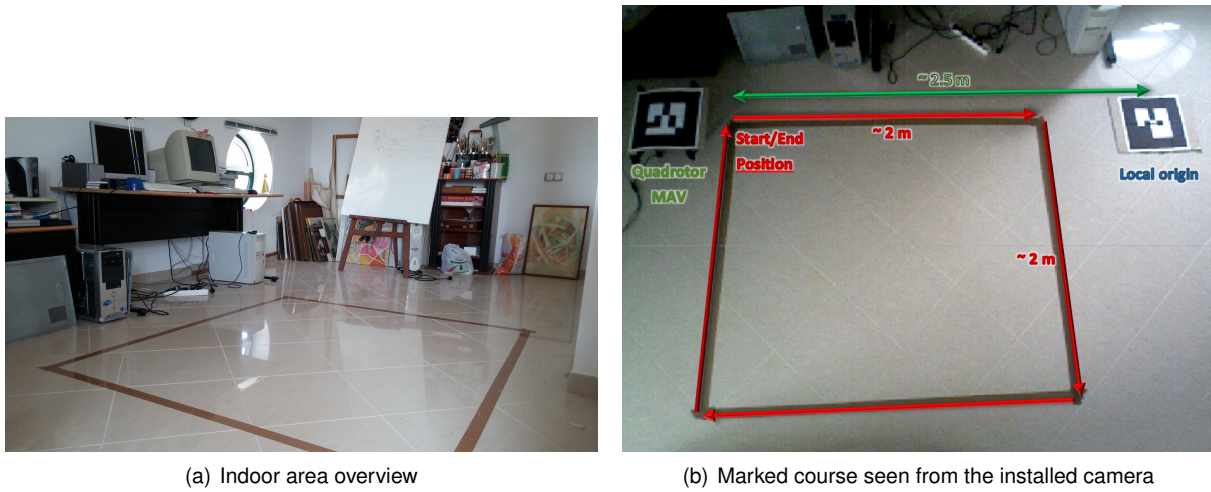 ~ 2.5 m
Start/End
Position
~ 2 m
Quadrotor
MAV
Local origin
~ 2 m
(a) Indoor area overview
(b) Marked course seen from the installed camera